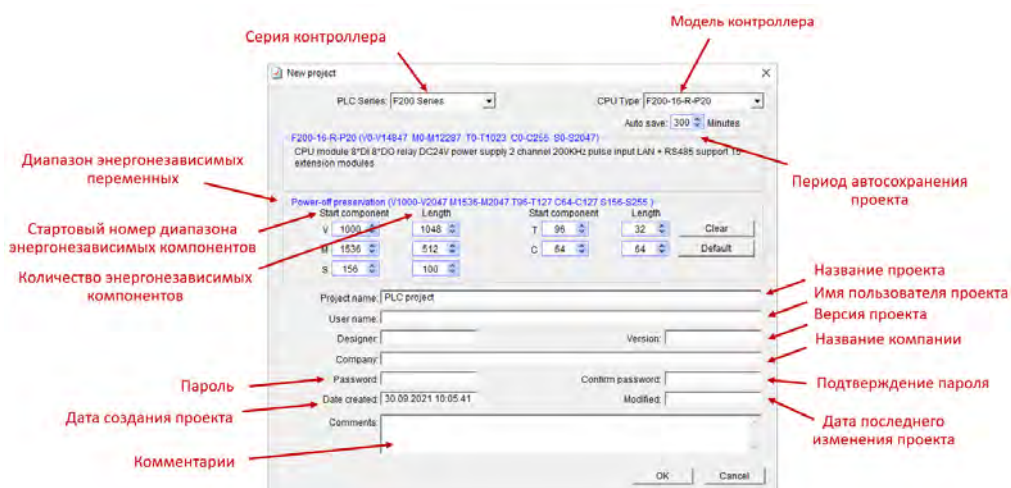 Модель контроллера
Серия контроллера
New project
PLC Series: F200 Series
CPU Type: F200-16-R-P20
Auto save: 300 Minutes
F200-16-R-P20 (V0-V14847 M0-M12287 T0-T1023 C0-C255 S0-S2047)
CPU module 8*DI 8*DO relay DC24V power supply 2 channel 200KHz pulse input LAN + RS485 support 15
extension modules
Диапазон энергонезависимых
переменных
Период автосохранения
проекта
Power-off preservation (V1000-V2047 M1536-M2047 T96-T127 C64-C127 S156-S255 )
Start component Length Start component Length
V 1000 1048 T 96 32 Clear
M 1536 512 C 64 64 Default
S 156 100
Стартовый номер диапазона
энергонезависимых компонентов
Количество энергонезависимых
компонентов
Project name: PLC project
Название проекта
User name:
Имя пользователя проекта
Designer: Version:
Версия проекта
Company:
Название компании
Пароль
Password: Confirm password:
Подтверждение пароля
Дата создания проекта
Date created: 30.09.2021 10:05:41 Modified:
Дата последнего
изменения проекта
Comments:
Комментарии
OK Cancel